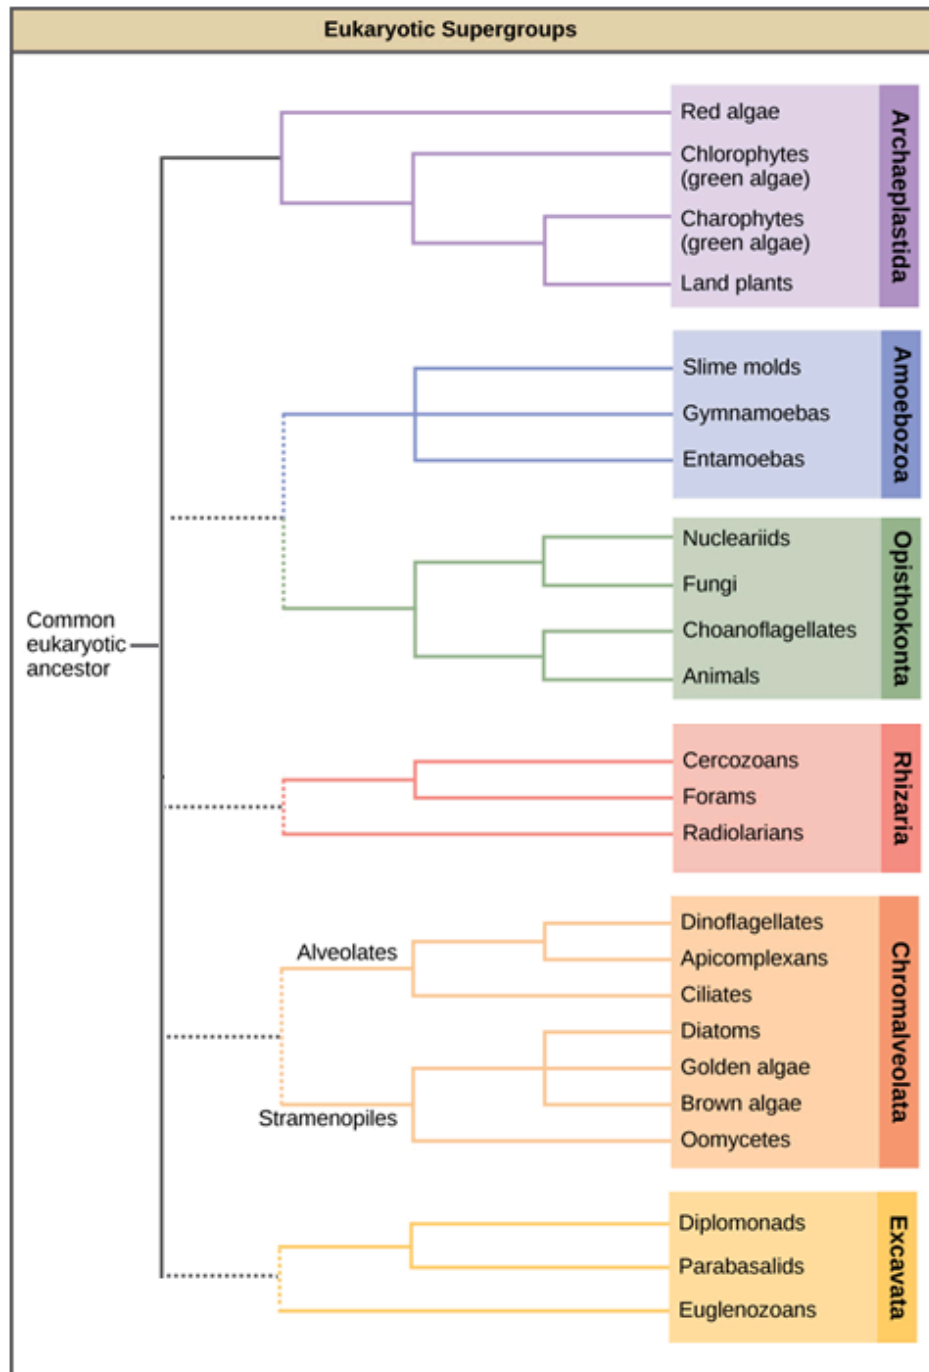 Eukaryotic Supergroups
Red algae
Chlorophytes
(green algae)
Charophytes
(green algae)
Land plants
Archaeplastida
Slime molds
Gymnamoebas
Entamoebas
Amoebozoa
Nucleariids
Fungi
Choanoflagellates
Animals
Opisthokonta
Common
eukaryotic
ancestor
Cercozoans
Forams
Radiolarians
Rhizaria
Alveolates
Dinoflagellates
Apicomplexans
Ciliates
Stramenopiles
Diatoms
Golden algae
Brown algae
Oomycetes
Chromalveolata
Diplomonads
Parabasalids
Euglenozoans
Excavata